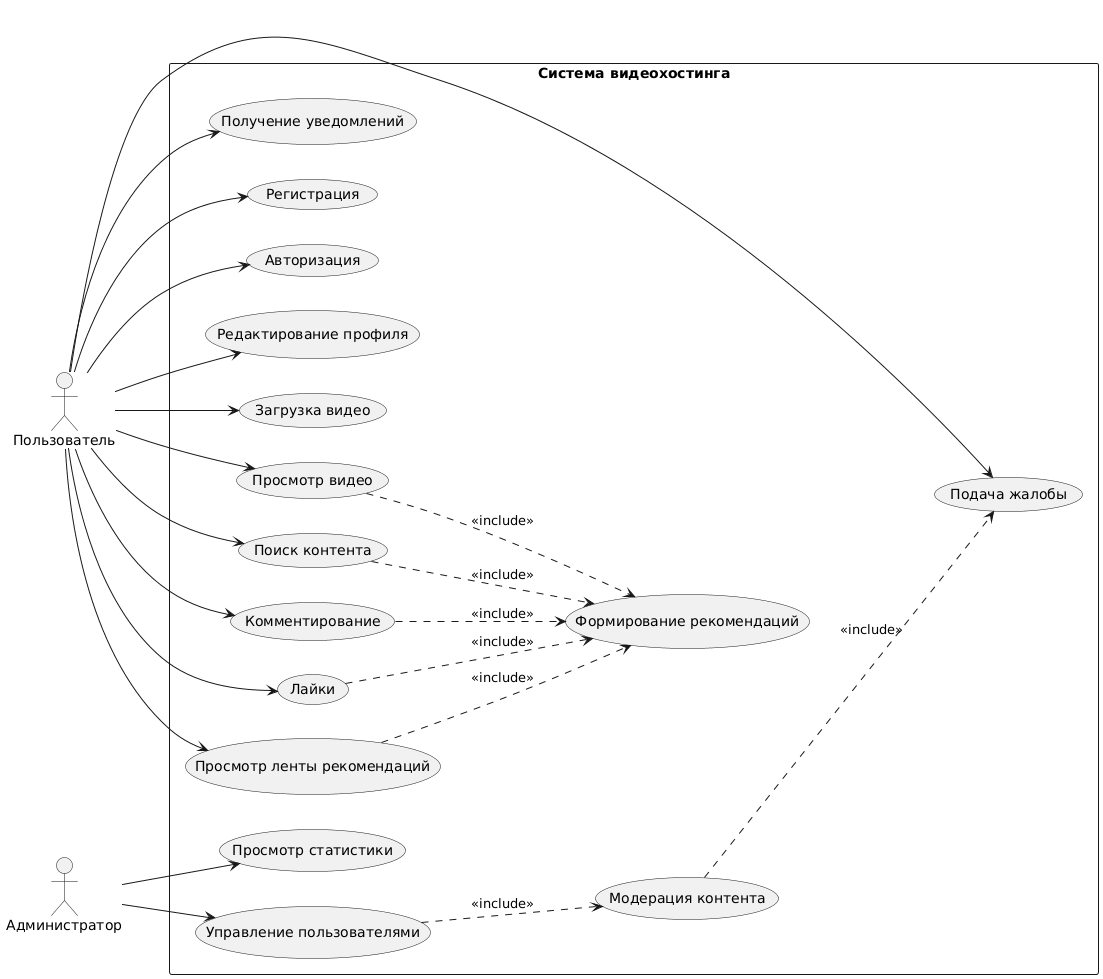 Система видеохостинга
Получение уведомлений
Регистрация
Авторизация
Редактирование профиля
Загрузка видео
Пользователь
Просмотр видео
Подача жалобы
«include»
Поиск контента
«include»
«include»
Комментирование
Формирование рекомендаций
«include»
«include»
Лайки
«include»
Просмотр ленты рекомендаций
Просмотр статистики
Модерация контента
«include»
Администратор
Управление пользователями